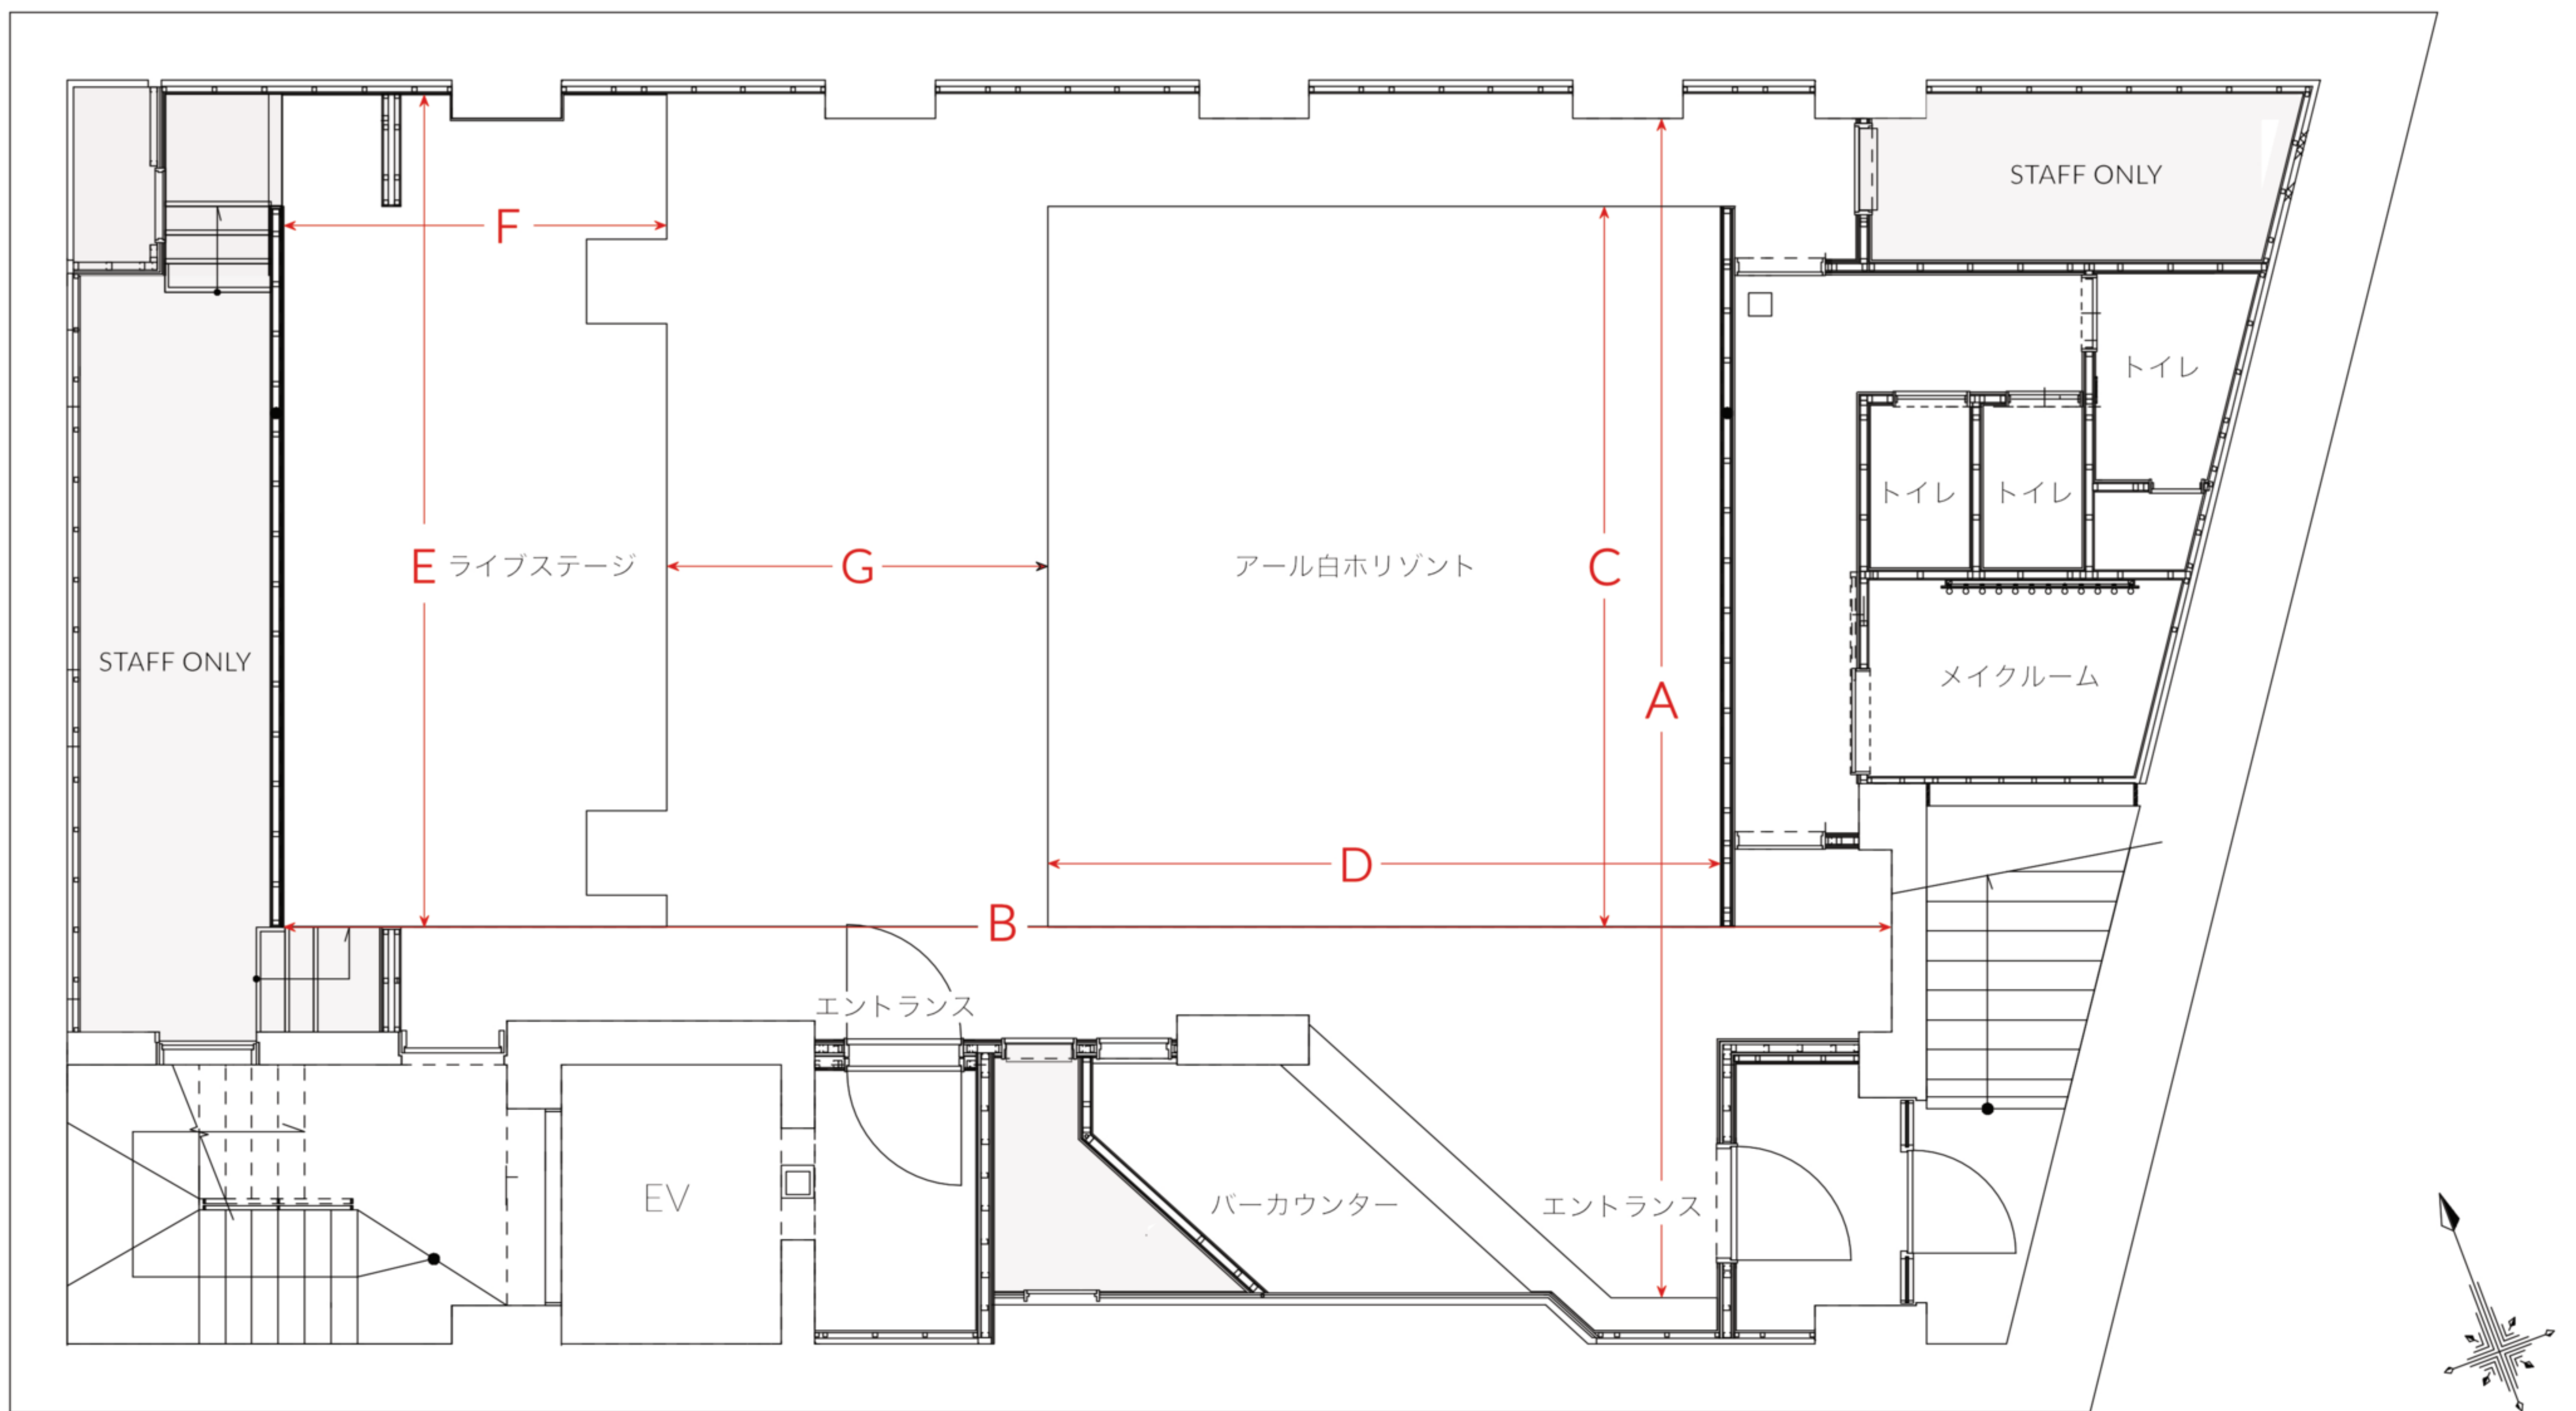 STAFF ONLY
F
トイレ
トイレ
トイレ
E
ライブステージ
G
アール白ホリゾント
C
STAFF ONLY
A
メイクルーム
D
B
エントランス
EV
バーカウンター
エントランス